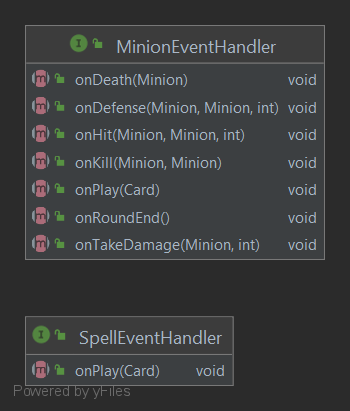 I MinionEventHandler
m onDeath(Minion) void
m onDefense(Minion, Minion, int) void
m onHit(Minion, Minion, int) void
m onKill(Minion, Minion) void
m onPlay(Card) void
m onRoundEnd() void
m onTakeDamage(Minion, int) void
I SpellEventHandler
m onPlay(Card) void
Powered by yFiles